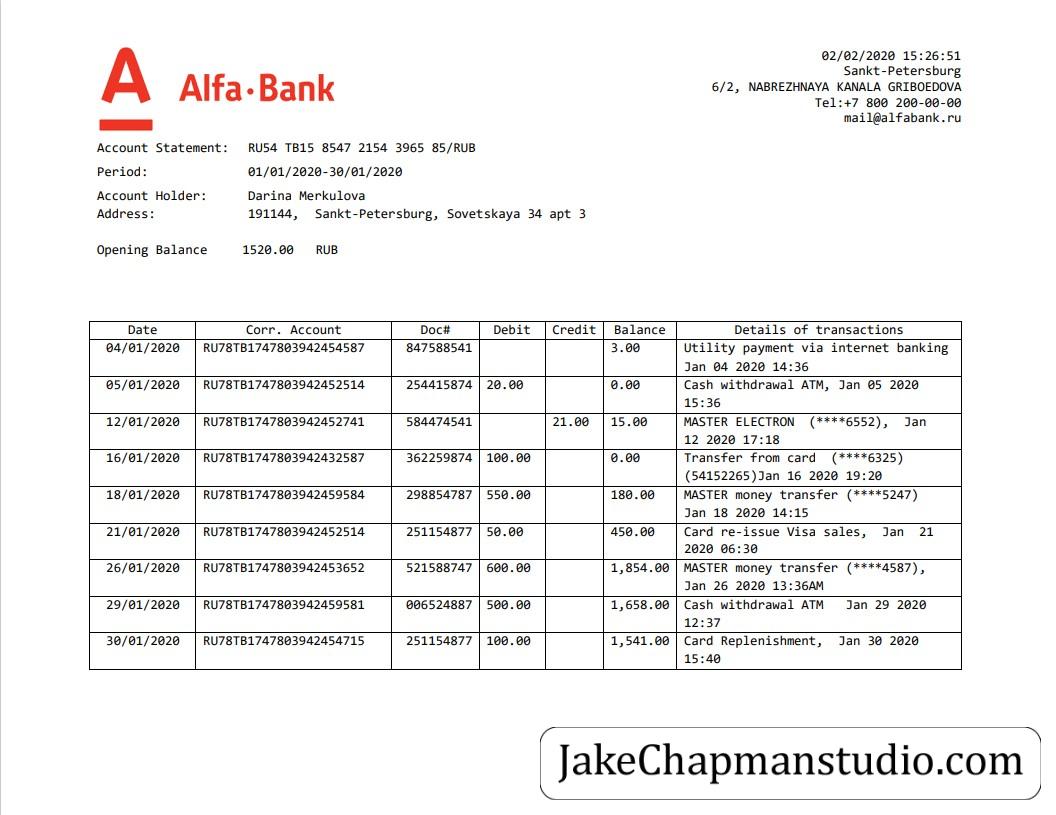 02/02/2020 15:26:51
Sankt-Petersburg
6/2, NABREZHNAYA KANALA GRIBOEDOVA
Tel:+7 800 200-00-00
mail@alfabank.ru
A Alfa·Bank
Account Statement: RU54 TB15 8547 2154 3965 85/RUB
Period: 01/01/2020-30/01/2020
Account Holder: Darina Merkulova
Address: 191144, Sankt-Petersburg, Sovetskaya 34 apt 3
Opening Balance 1520.00 RUB
Date Corr. Account Doc# Debit Credit Balance Details of transactions
04/01/2020 RU78TB1747803942454587 847588541 3.00 Utility payment via internet banking
Jan 04 2020 14:36
05/01/2020 RU78TB1747803942452514 254415874 20.00 0.00 Cash withdrawal ATM, Jan 05 2020
15:36
12/01/2020 RU78TB1747803942452741 584474541 21.00 15.00 MASTER ELECTRON (****6552), Jan
12 2020 17:18
16/01/2020 RU78TB1747803942432587 362259874 100.00 0.00 Transfer from card (****6325)
(54152265)Jan 16 2020 19:20
18/01/2020 RU78TB1747803942459584 298854787 550.00 180.00 MASTER money transfer (****5247)
Jan 18 2020 14:15
21/01/2020 RU78TB1747803942452514 251154877 50.00 450.00 Card re-issue Visa sales, Jan 21
2020 06:30
26/01/2020 RU78TB1747803942453652 521588747 600.00 1,854.00 MASTER money transfer (****4587),
Jan 26 2020 13:36AM
29/01/2020 RU78TB1747803942459581 006524887 500.00 1,658.00 Cash withdrawal ATM Jan 29 2020
12:37
30/01/2020 RU78TB1747803942454715 251154877 100.00 1,541.00 Card Replenishment, Jan 30 2020
15:40
JakeChapmanstudio.com